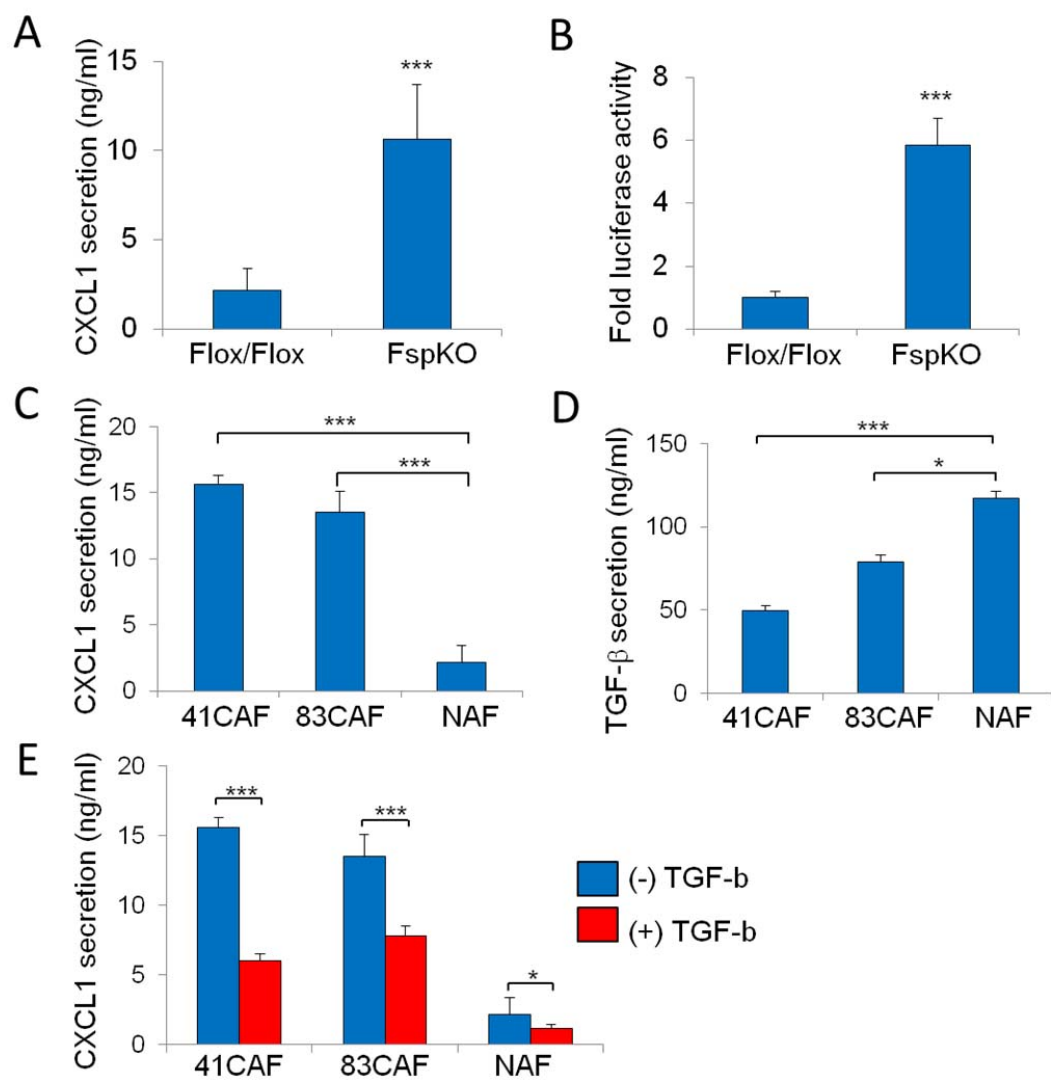 A
CXCL1 secretion (ng/ml)
15
10
5
0
***
Flox/Flox FspKO
B
Fold luciferase activity
8
6
4
2
0
***
Flox/Flox FspKO
C
CXCL1 secretion (ng/ml)
20
15
10
5
0
***
***
41CAF 83CAF NAF
D
TGF-β secretion (ng/ml)
150
100
50
0
***
*
41CAF 83CAF NAF
E
CXCL1 secretion (ng/ml)
20
15
10
5
0
***
***
*
41CAF 83CAF NAF
(-) TGF-b
(+) TGF-b